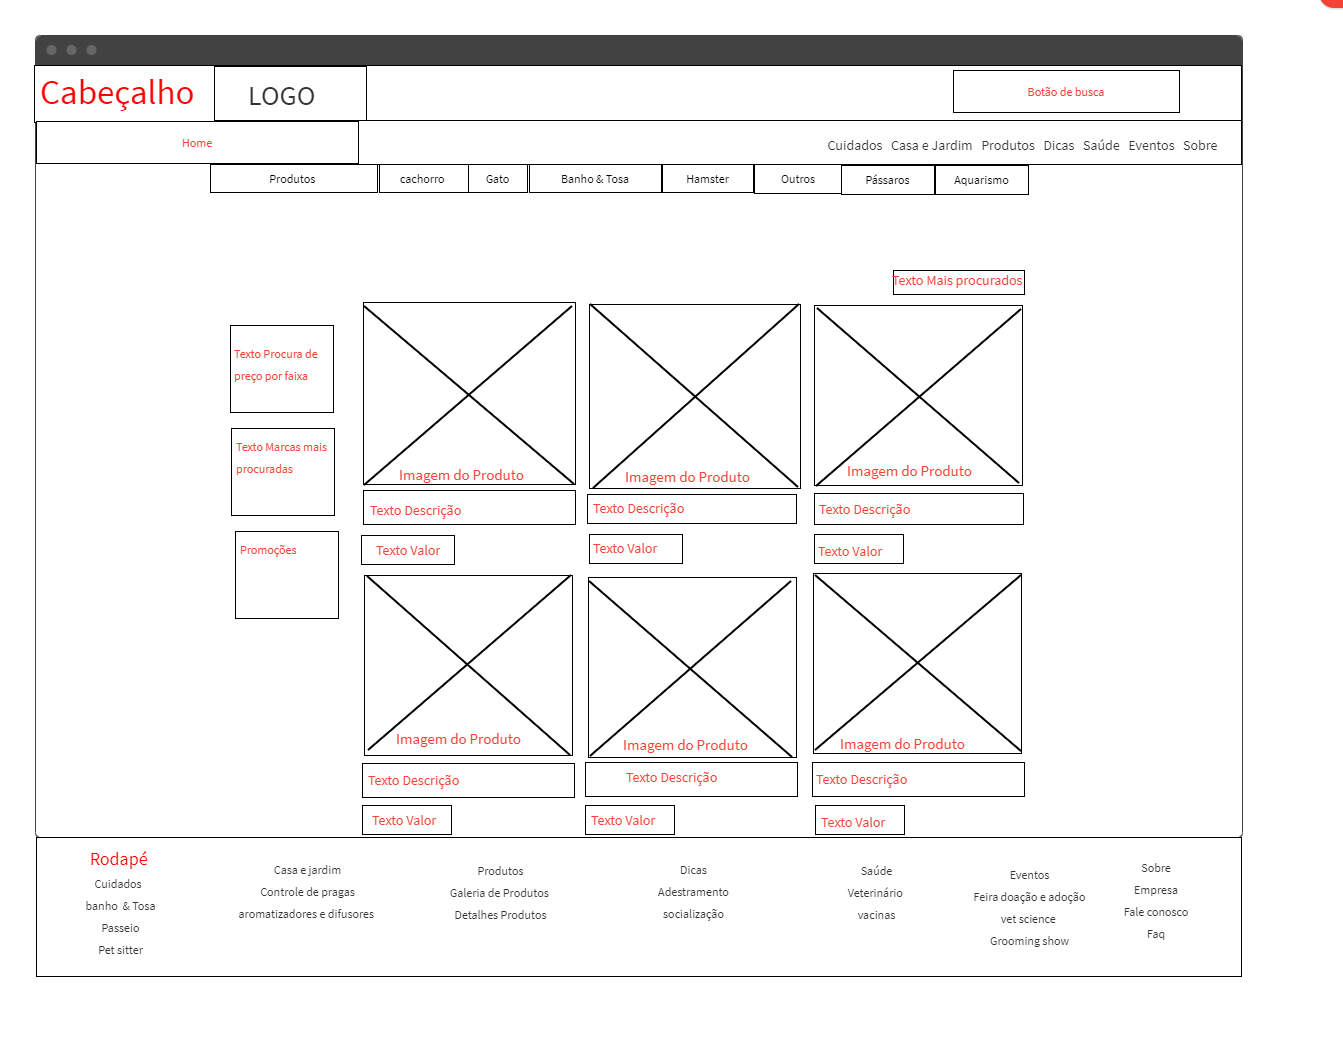 Cabeçalho
LOGO
Botão de busca
Home
Cuidados Casa e Jardim Produtos Dicas Saúde Eventos Sobre
Produtos
cachorro
Gato
Banho & Tosa
Hamster
Outros
Pássaros
Aquarismo
Texto Mais procurados
Texto Procura de
preço por faixa
Texto Marcas mais
procuradas
Promoções
Imagem do Produto
Imagem do Produto
Imagem do Produto
Texto Descrição
Texto Descrição
Texto Descrição
Texto Valor
Texto Valor
Texto Valor
Imagem do Produto
Imagem do Produto
Imagem do Produto
Texto Descrição
Texto Descrição
Texto Descrição
Texto Valor
Texto Valor
Texto Valor
Rodapé
Cuidados
banho & Tosa
Passeio
Pet sitter
Casa e jardim
Controle de pragas
aromatizadores e difusores
Produtos
Galeria de Produtos
Detalhes Produtos
Dicas
Adestramento
socialização
Saúde
Veterinário
vacinas
Eventos
Feira doação e adoção
vet science
Grooming show
Sobre
Empresa
Fale conosco
Faq